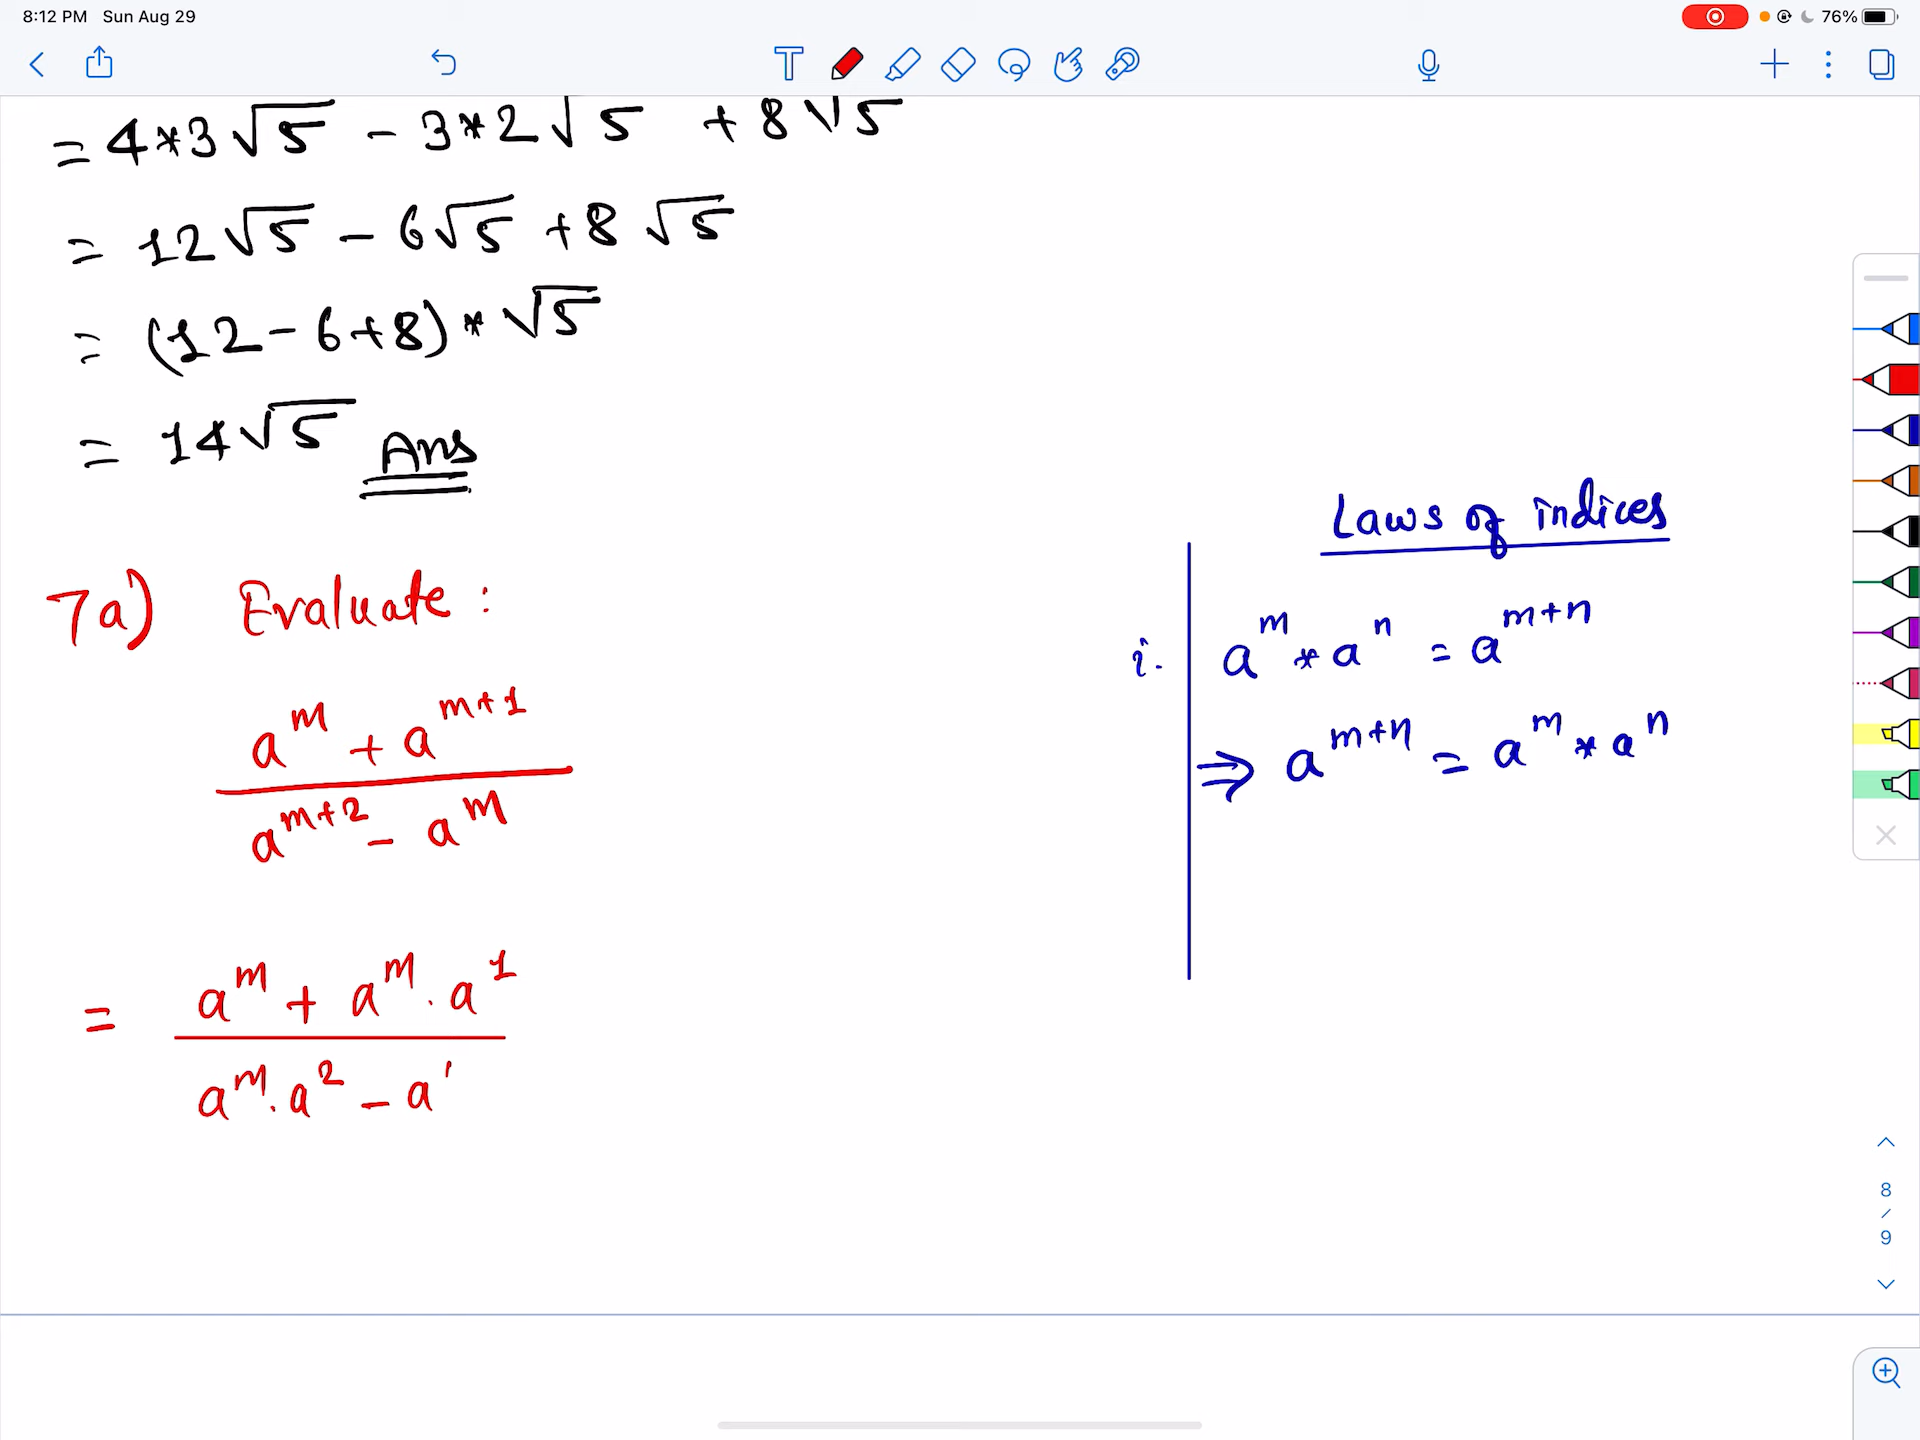 8:12 PM Sun Aug 29
76%
= 4*3√5 - 3*2√5 + 8√5
= 12√5 - 6√5 + 8√5
= (12-6+8)*√5
= 14√5 Ans
Laws of indices
7a) Evaluate :
i. a^m * a^n = a^(m+n)
a^m + a^(m+1)
⇒ a^(m+n) = a^m * a^n
a^(m+2) - a^m
= a^m + a^m . a^1
a^m . a^2 - a^'
8
/
9